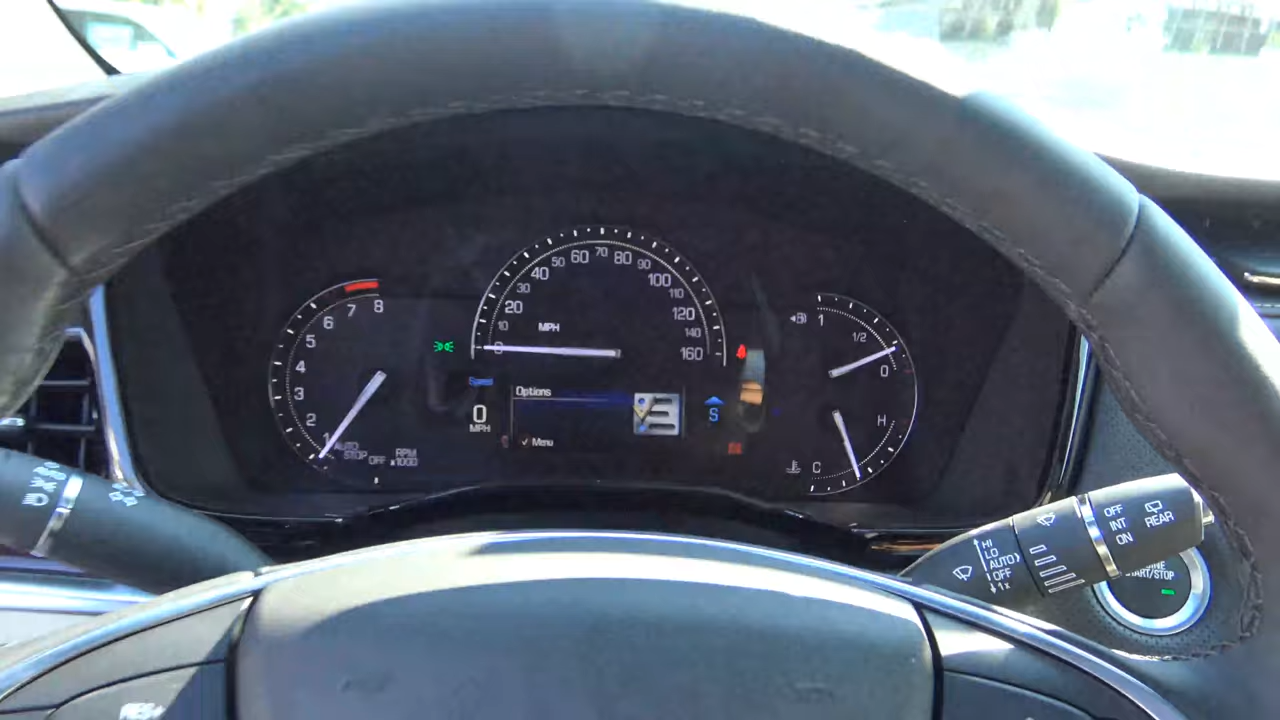 8
7
6
5
4
3
2
1
AUTO
STOP
OFF
RPM
x1000
0
10
20
30
40
50
60
70
80
90
100
110
120
140
160
MPH
Speed
0
MPH
Options
Menu
S
1
1/2
0
H
C
HI
LO
AUTO
OFF
1x
OFF
INT
ON
REAR
START/STOP